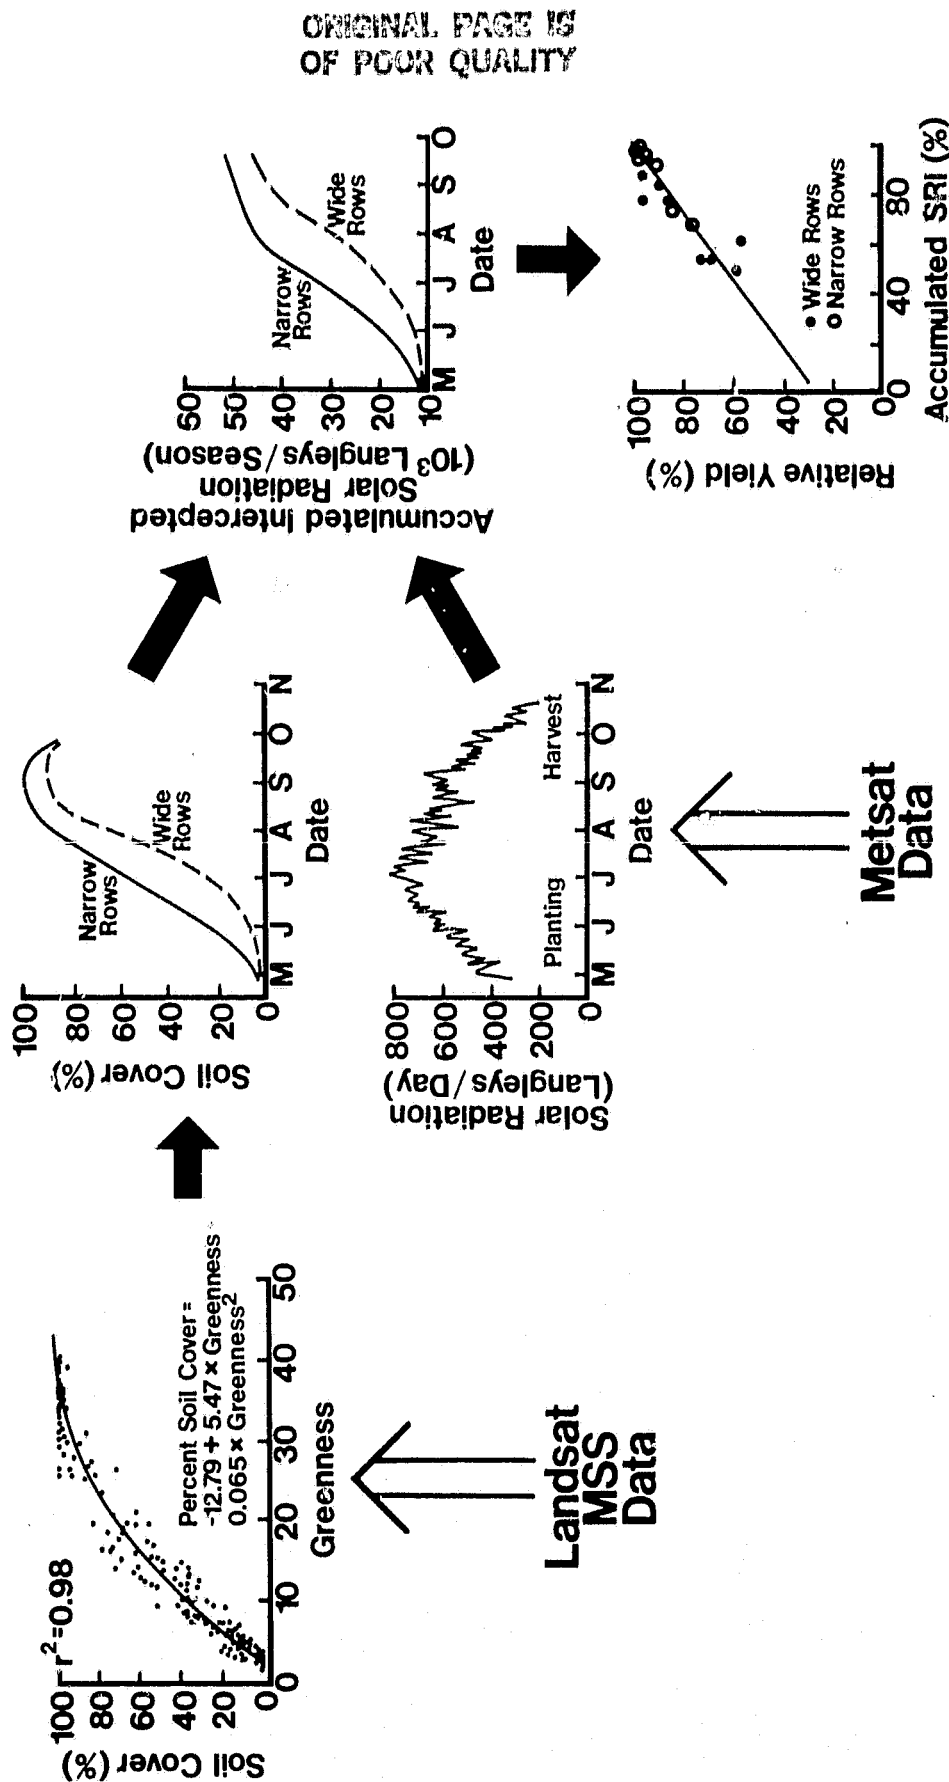 ORIGINAL PAGE IS
OF POOR QUALITY
Soil Cover (%)
100
80
60
40
20
0
r²=0.98
Percent Soil Cover =
-12.79 + 5.47 × Greenness -
0.065 × Greenness²
0 10 20 30 40 50
Greenness
Landsat
MSS
Data
Soil Cover (%)
100
80
60
40
20
0
Narrow
Rows
Wide
Rows
M J J A S O N
Date
Solar Radiation
(Langleys/Day)
800
600
400
200
0
Planting
Harvest
M J J A S O N
Date
Metsat
Data
Accumulated Intercepted
Solar Radiation
(10³ Langleys/Season)
60
50
40
30
20
10
Narrow
Rows
Wide
Rows
M J J A S O
Date
Relative Yield (%)
100
80
60
40
20
0
Wide Rows
Narrow Rows
0 40 80
Accumulated SRI (%)